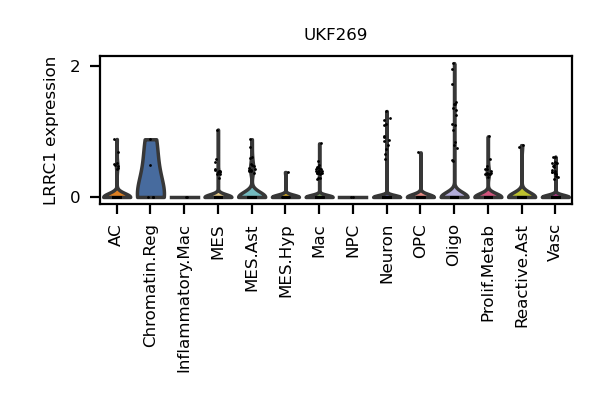 UKF269
LRRC1 expression
2
0
AC
Chromatin.Reg
Inflammatory.Mac
MES
MES.Ast
MES.Hyp
Mac
NPC
Neuron
OPC
Oligo
Prolif.Metab
Reactive.Ast
Vasc